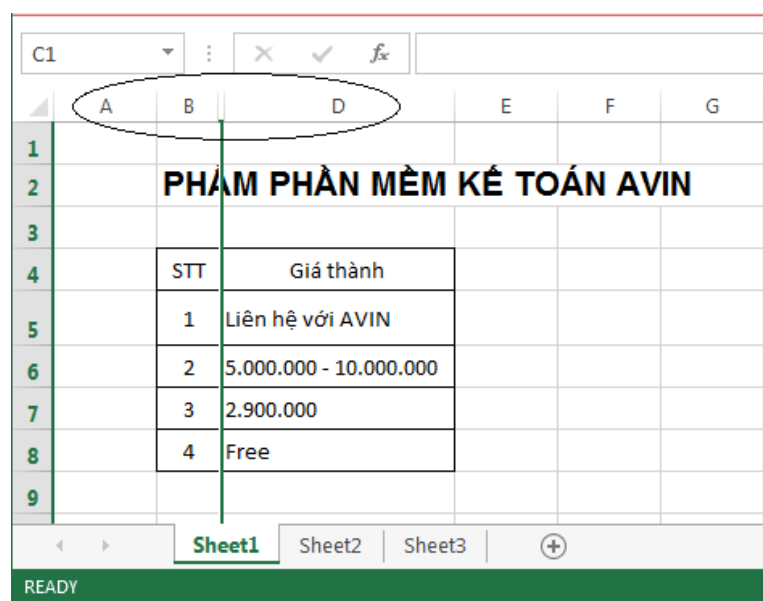 C1 fx
A B D E F G
1
2 PHẨM PHẦN MỀM KẾ TOÁN AVIN
3
4 STT Giá thành
5 1 Liên hệ với AVIN
6 2 5.000.000 - 10.000.000
7 3 2.900.000
8 4 Free
9
Sheet1 Sheet2 Sheet3
READY